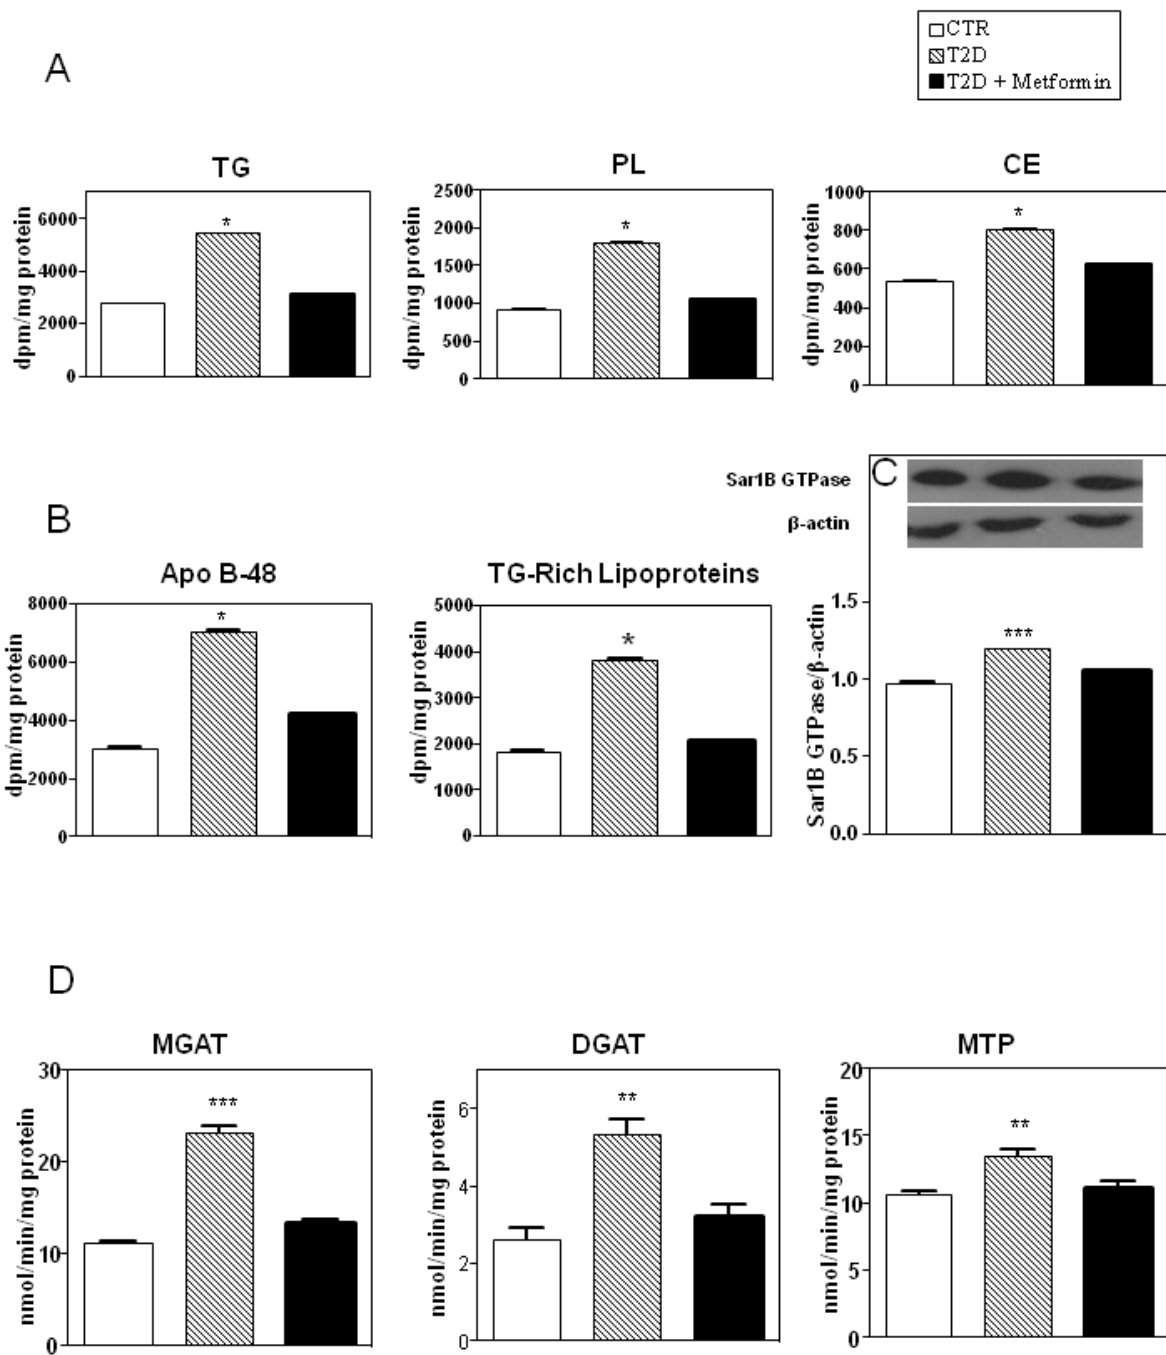 CTR
T2D
T2D + Metformin
A
TG
dpm/mg protein
6000
4000
2000
0
*
PL
dpm/mg protein
2500
2000
1500
1000
500
0
*
CE
dpm/mg protein
1000
800
600
400
200
0
*
B
Apo B-48
dpm/mg protein
8000
6000
4000
2000
0
*
TG-Rich Lipoproteins
dpm/mg protein
5000
4000
3000
2000
1000
0
*
C
Sar1B GTPase
β-actin
Sar1B GTPase/β-actin
1.5
1.0
0.5
0.0
***
D
MGAT
nmol/min/mg protein
30
20
10
0
***
DGAT
nmol/min/mg protein
6
4
2
0
**
MTP
nmol/min/mg protein
20
15
10
5
0
**